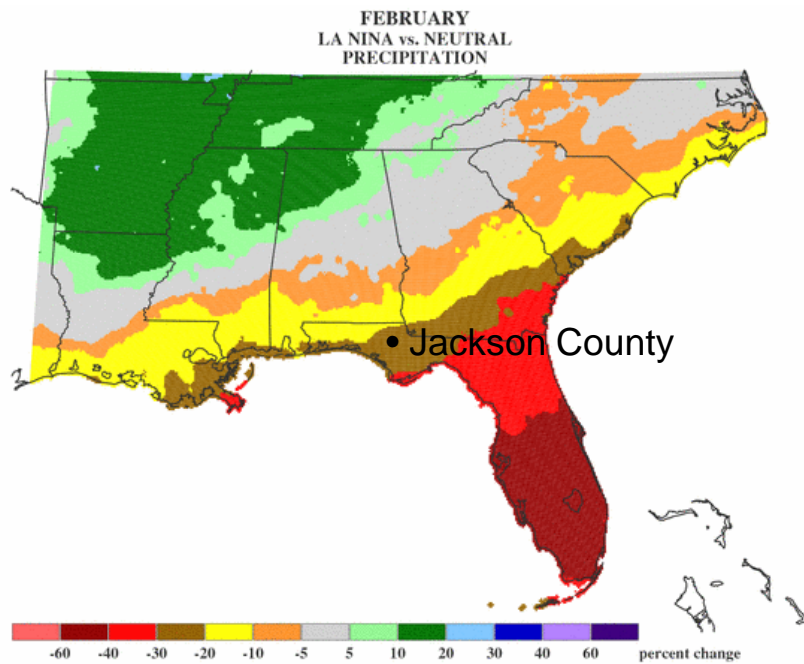 FEBRUARY
LA NINA vs. NEUTRAL
PRECIPITATION
Jackson County
-60 -40 -30 -20 -10 -5 5 10 20 30 40 60 percent change